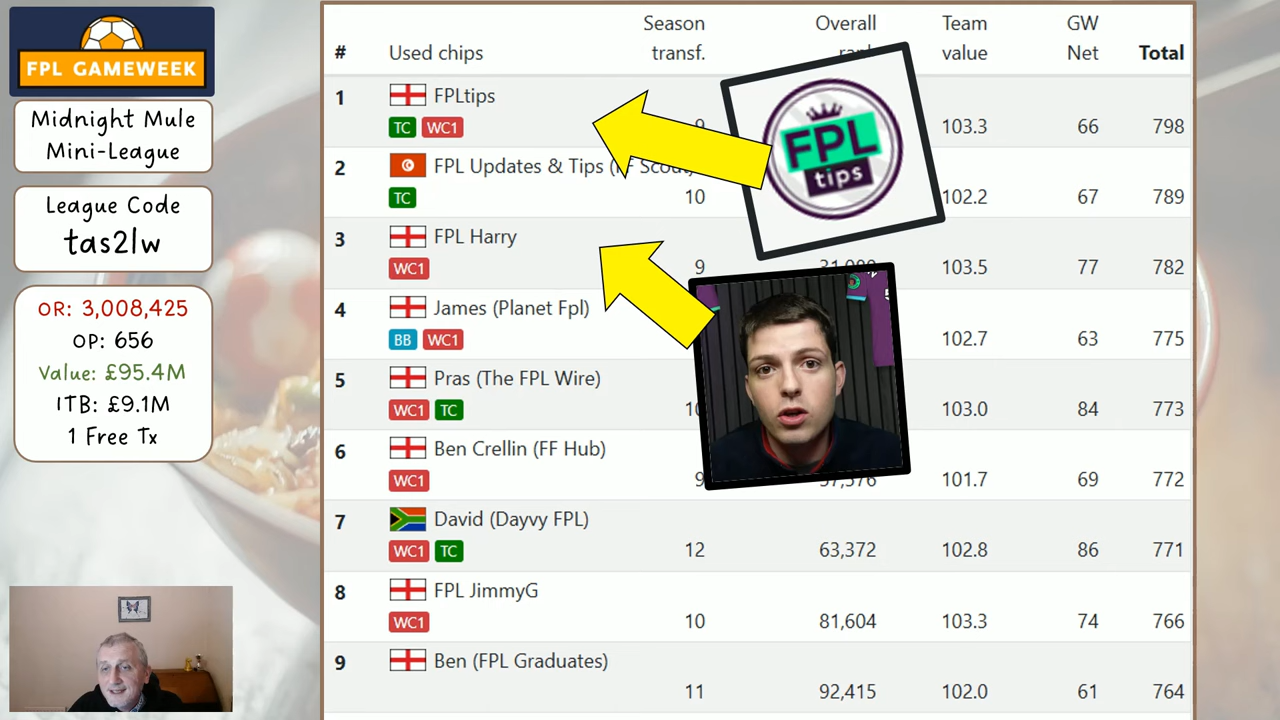 FPL GAMEWEEK
Midnight Mule
Mini-League
League Code
tas2lw
OR: 3,008,425
OP: 656
Value: £95.4M
ITB: £9.1M
1 Free Tx
# Used chips Season transf. Overall Team value GW Net Total
1 FPLtips
TC WC1 103.3 66 798
2 FPL Updates & Tips
TC 10 102.2 67 789
3 FPL Harry
WC1 9 103.5 77 782
4 James (Planet Fpl)
BB WC1 102.7 63 775
5 Pras (The FPL Wire)
WC1 TC 103.0 84 773
6 Ben Crellin (FF Hub)
WC1 101.7 69 772
7 David (Dayvy FPL)
WC1 TC 12 63,372 102.8 86 771
8 FPL JimmyG
WC1 10 81,604 103.3 74 766
9 Ben (FPL Graduates)
11 92,415 102.0 61 764
FPL
tips